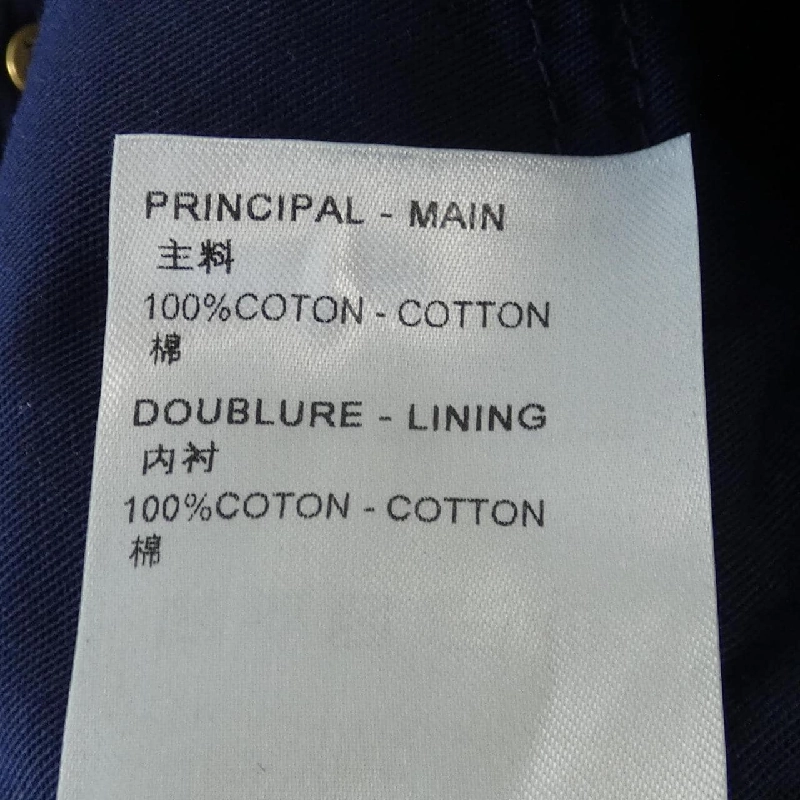 PRINCIPAL - MAIN
主料
100%COTON - COTTON
棉
DOUBLURE - LINING
内衬
100%COTON - COTTON
棉